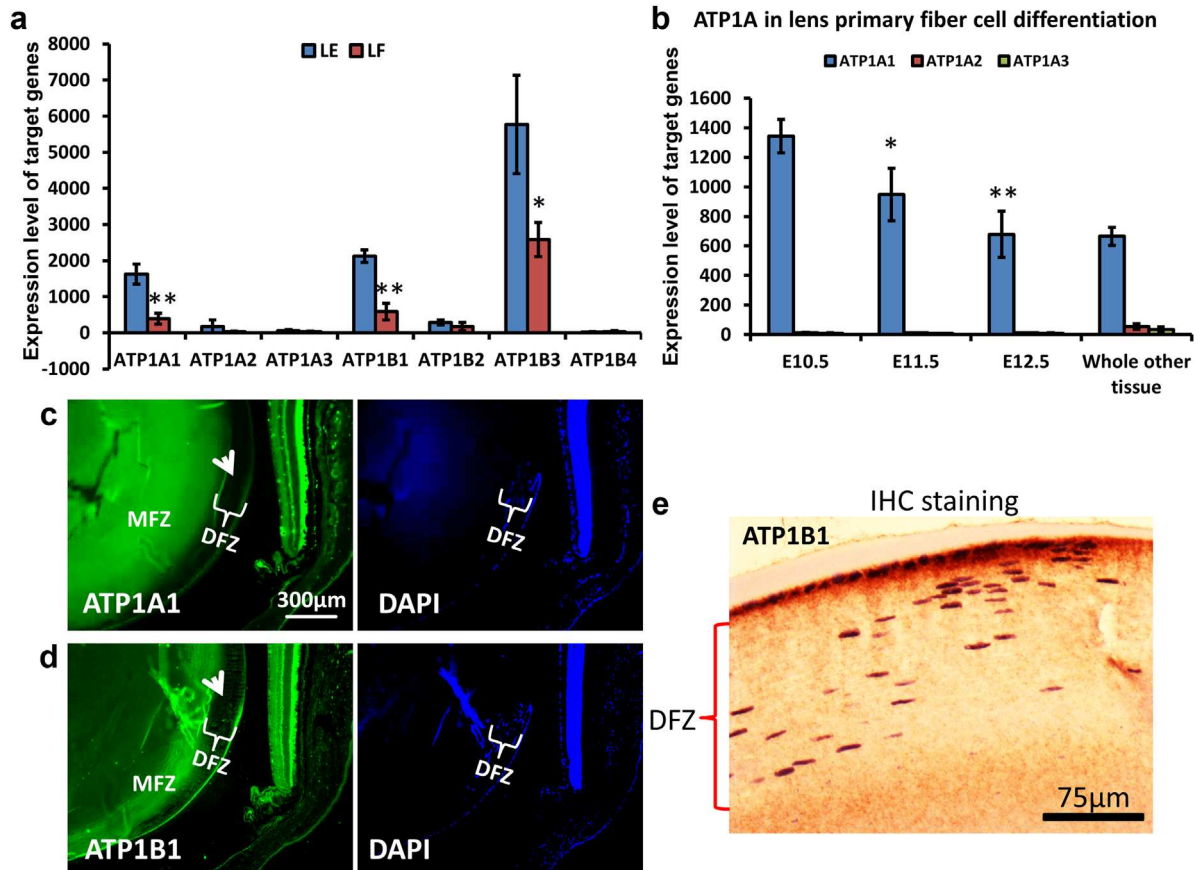 a
LE LF
Expression level of target genes
8000
7000
6000
5000
4000
3000
2000
1000
0
-1000
**
**
*
ATP1A1 ATP1A2 ATP1A3 ATP1B1 ATP1B2 ATP1B3 ATP1B4
b
ATP1A in lens primary fiber cell differentiation
ATP1A1 ATP1A2 ATP1A3
Expression level of target genes
1600
1400
1200
1000
800
600
400
200
0
*
**
E10.5 E11.5 E12.5 Whole other
tissue
c
MFZ
DFZ
ATP1A1
300μm
DFZ
DAPI
d
DFZ
MFZ
ATP1B1
DFZ
DAPI
e
IHC staining
ATP1B1
DFZ
75μm